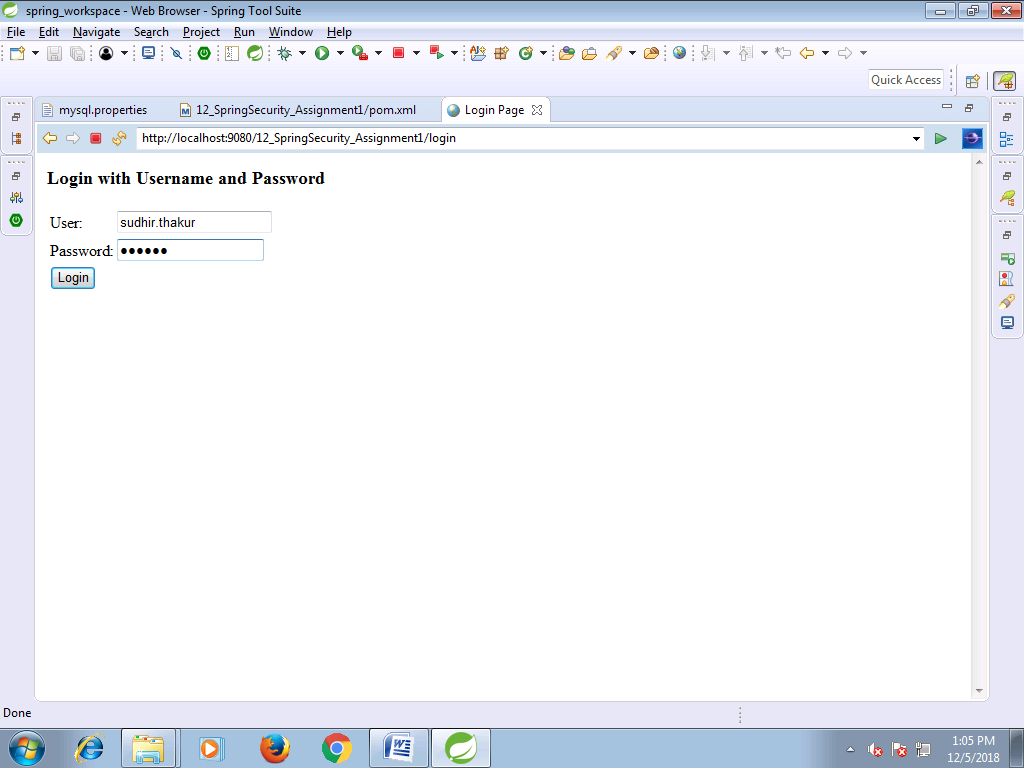 spring_workspace - Web Browser - Spring Tool Suite
File Edit Navigate Search Project Run Window Help
Quick Access
mysql.properties 12_SpringSecurity_Assignment1/pom.xml Login Page
http://localhost:9080/12_SpringSecurity_Assignment1/login
Login with Username and Password
User: sudhir.thakur
Password: ●●●●●●
Login
Done
1:05 PM
12/5/2018